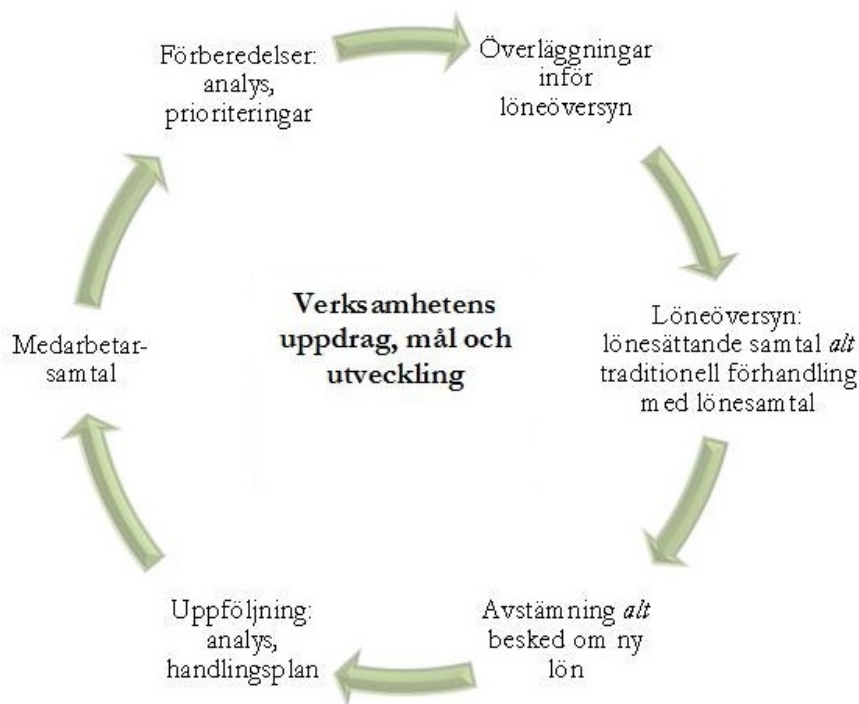 Förberedelser:
analys,
prioriteringar
Överläggningar
inför
löneöversyn
Löneöversyn:
lönesättande samtal alt
traditionell förhandling
med lönesamtal
Avstämning alt
besked om ny
lön
Uppföljning:
analys,
handlingsplan
Medarbetar-
samtal
Verksamhetens
uppdrag, mål och
utveckling